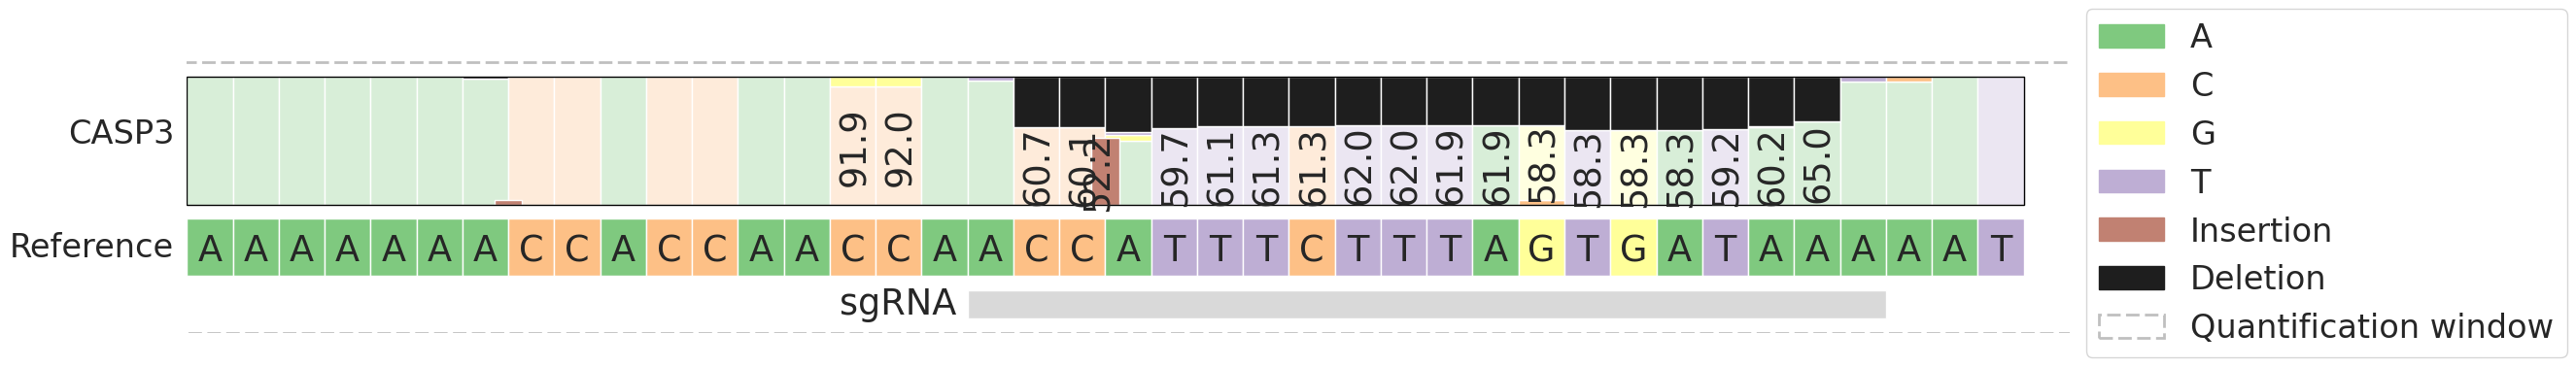 CASP3
91.9 92.0 60.7 60.1 52.2 59.7 61.1 61.3 61.3 62.0 62.0 61.9 61.9 58.3 58.3 58.3 58.3 59.2 60.2 65.0
Reference A A A A A A A C C A C C A A C C A A C C A T T T C T T T A G T G A T A A A A A T
sgRNA
A
C
G
T
Insertion
Deletion
Quantification window